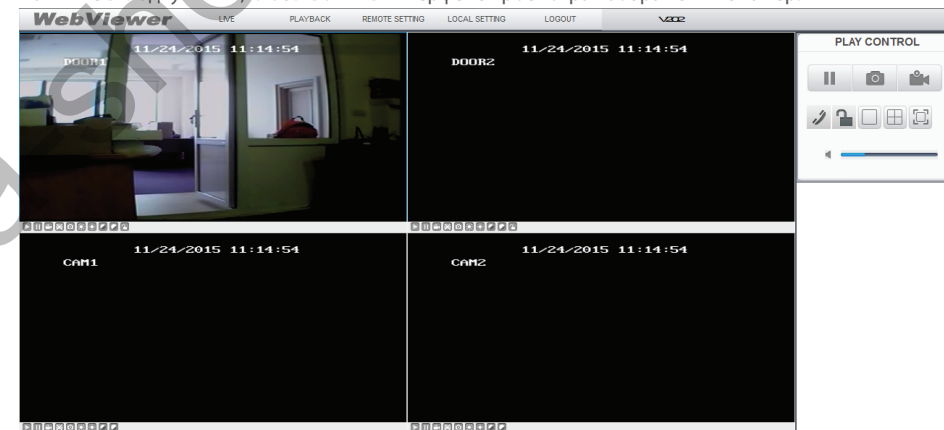 WebViewer LIVE PLAYBACK REMOTE SETTING LOCAL SETTING LOGOUT
PLAY CONTROL
11/24/2015 11:14:54
DOOR1
11/24/2015 11:14:54
DOOR2
11/24/2015 11:14:54
CAM1
11/24/2015 11:14:54
CAM2